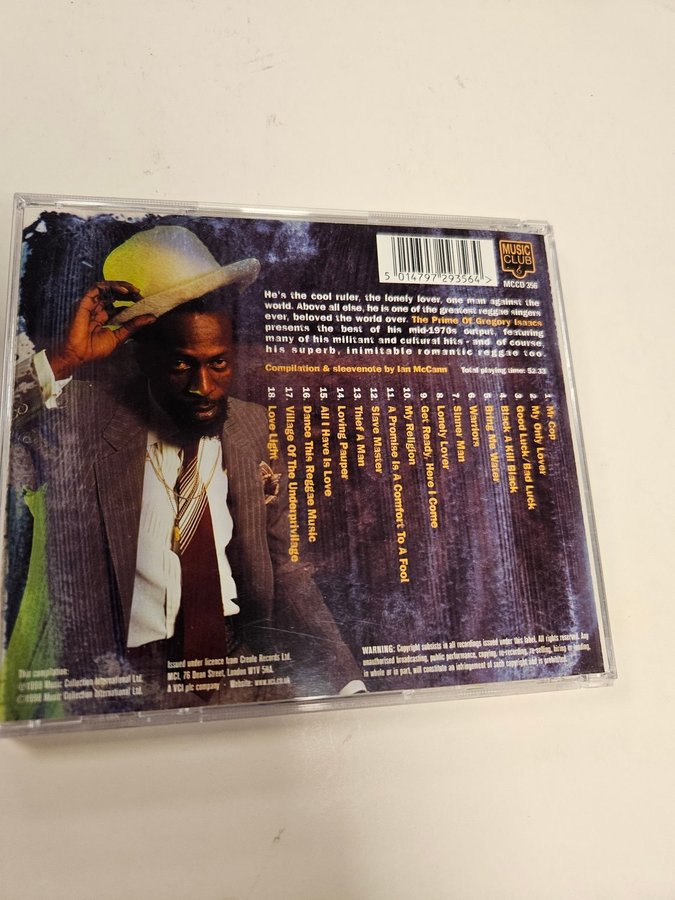 5 014797 293564 >
MUSIC
CLUB
MCCD 356
He's the cool ruler, the lonely lover, one man against the
world. Above all else, he is one of the greatest reggae singers
ever, beloved the world over. The Prime Of Gregory Isaacs
presents the best of his mid-1970s output, featuring
many of his militant and cultural hits - and of course,
his superb, inimitable romantic reggae too.
Compilation & sleevenote by Ian McCann
Total playing time: 52.33
1. Mr Cop
2. My Only Lover
3. Good Luck/Bad Luck
4. Black A Kill Black
5. Bring Me Water
6. Warriors
7. Slume Man
8. Lonely Lover
9. Get Ready, Here I Come
10. My Religion
11. A Promise Is A Comfort To A Fool
12. Slave Master
13. Thief A Man
14. Loving Pauper
15. All I Have Is Love
16. Dance This Reggae Music
17. Village Of The Underprivilage
18. Love Light
This compilation:
℗1998 Music Collection International Ltd.
©1998 Music Collection International Ltd.
Issued under licence from Creole Records Ltd.
MCI, 76 Dean Street, London W1V 5HA.
A VCI plc company - Website: www.vci.co.uk
WARNING: Copyright subsists in all recordings issued under this label. All rights reserved. Any
unauthorised broadcasting, public performance, copying, re-recording, re-selling, hiring or lending,
in whole or in part, will constitute an infringement of such copyright and is prohibited.